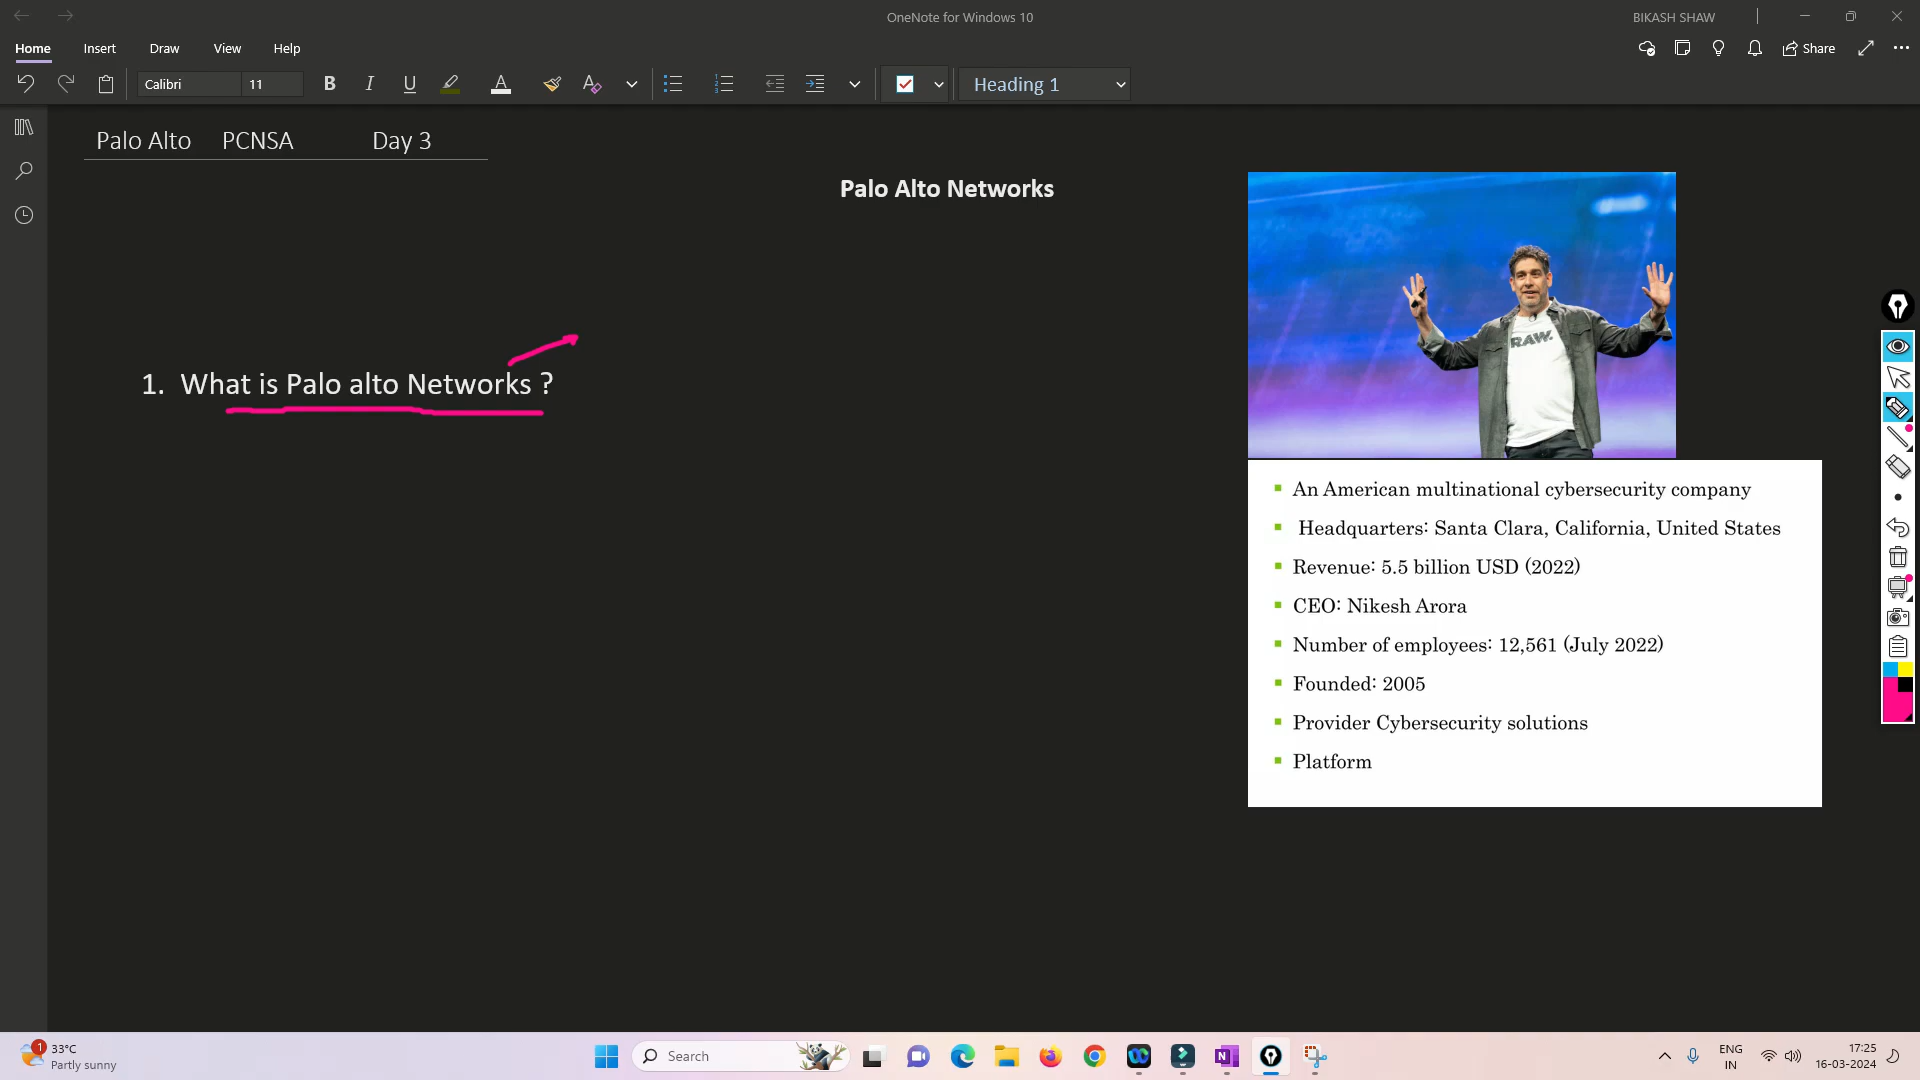 OneNote for Windows 10
BIKASH SHAW
Home Insert Draw View Help
Share
Calibri 11 B I U A A Heading 1
Palo Alto PCNSA Day 3
Palo Alto Networks
RAW.
1. What is Palo alto Networks ?
An American multinational cybersecurity company
Headquarters: Santa Clara, California, United States
Revenue: 5.5 billion USD (2022)
CEO: Nikesh Arora
Number of employees: 12,561 (July 2022)
Founded: 2005
Provider Cybersecurity solutions
Platform
1
33°C
Partly sunny
Search
ENG
IN
17:25
16-03-2024